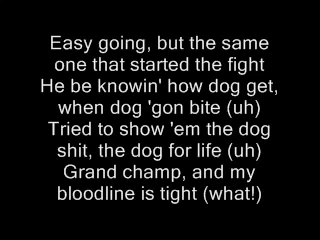 Easy going, but the same
one that started the fight
He be knowin' how dog get,
when dog 'gon bite (uh)
Tried to show 'em the dog
shit, the dog for life (uh)
Grand champ, and my
bloodline is tight (what!)